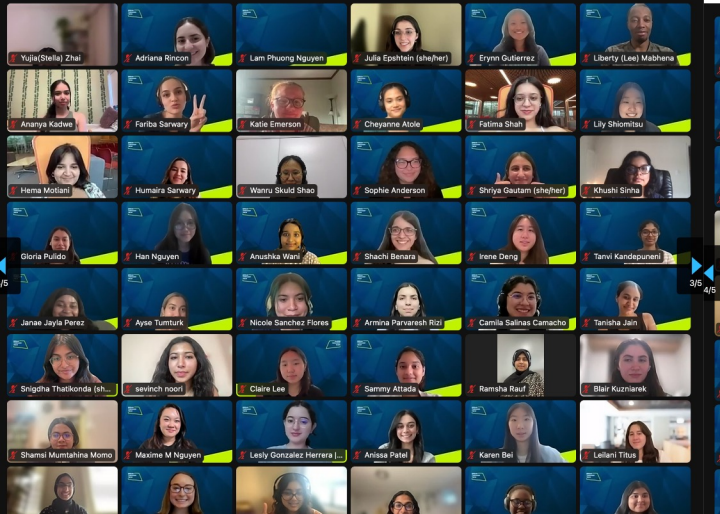 Yujia(Stella) Zhai
Adriana Rincon
Lam Phuong Nguyen
Julia Epshtein (she/her)
Erynn Gutierrez
Liberty (Lee) Mabhena
Ananya Kadwe
Fariba Sarwary
Katie Emerson
Cheyanne Atole
Fatima Shah
Lily Shiomitsu
Hema Motiani
Humaira Sarwary
Wanru Skuld Shao
Sophie Anderson
Shriya Gautam (she/her)
Khushi Sinha
Gloria Pulido
Han Nguyen
Anushka Wani
Shachi Benara
Irene Deng
Tanvi Kandepuneni
/5
3/5
4/5
Janae Jayla Perez
Ayse Tumturk
Nicole Sanchez Flores
Armina Parvaresh Rizi
Camila Salinas Camacho
Tanisha Jain
Snigdha Thatikonda (sh...
sevinch noori
Claire Lee
Sammy Attada
Ramsha Rauf
Blair Kuzniarek
Shamsi Mumtahina Momo
Maxime M Nguyen
Lesly Gonzalez Herrera |...
Anissa Patel
Karen Bei
Leilani Titus